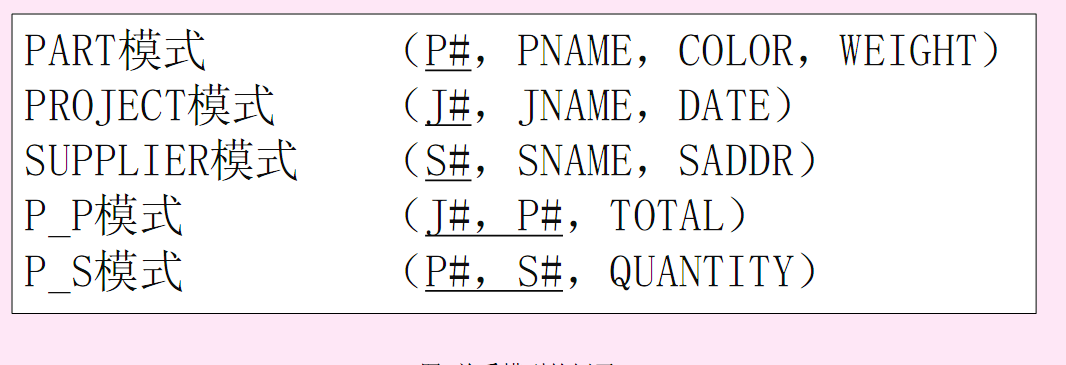 PART模式 （P#，PNAME，COLOR，WEIGHT）
PROJECT模式 （J#，JNAME，DATE）
SUPPLIER模式 （S#，SNAME，SADDR）
P_P模式 （J#，P#，TOTAL）
P_S模式 （P#，S#，QUANTITY）